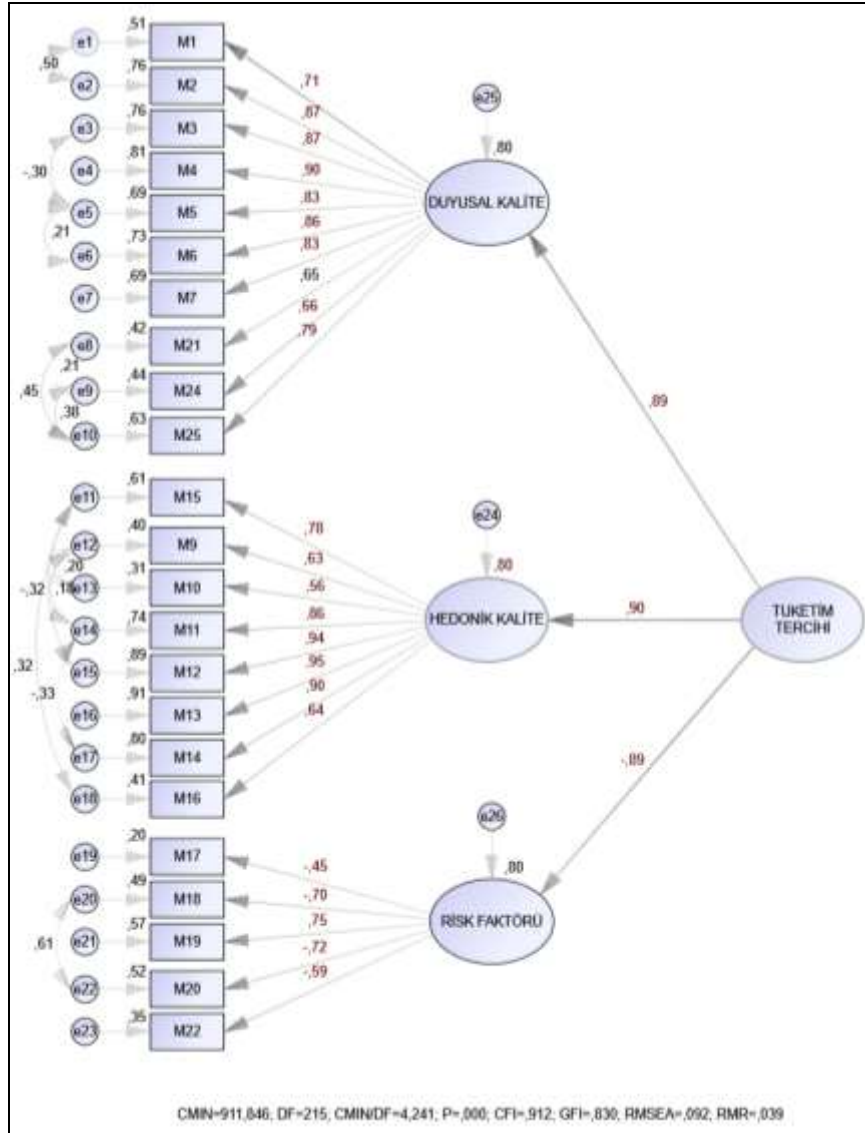 ,51
e1
M1
,50
,76
e2
M2
,71
e25
,76
e3
M3
,87
,87
,80
-,30
,81
e4
M4
,90
DUYUSAL KALİTE
,69
e5
M5
,83
,21
,73
e6
M6
,86
,69
,83
e7
M7
,65
,42
e8
M21
,66
,21
,79
,44
e9
M24
,45
,38
,63
e10
M25
,89
,61
e11
M15
,40
e12
M9
,78
e24
,20
,31
,63
,80
-,32
,18
e13
M10
,56
,74
e14
M11
,86
HEDONİK KALİTE
,90
TUKETİM
TERCİHİ
,89
,94
e15
M12
,32
-,33
,91
,95
e16
M13
,90
,80
e17
M14
,64
,41
e18
M16
-,89
,20
e19
M17
e26
,49
-,45
,80
e20
M18
-,70
,57
,75
RİSK FAKTÖRÜ
e21
M19
,61
-,72
,52
-,59
e22
M20
,35
e23
M22
CMIN=911,846; DF=215; CMIN/DF=4,241; P=,000; CFI=,912; GFI=,830; RMSEA=,092; RMR=,039